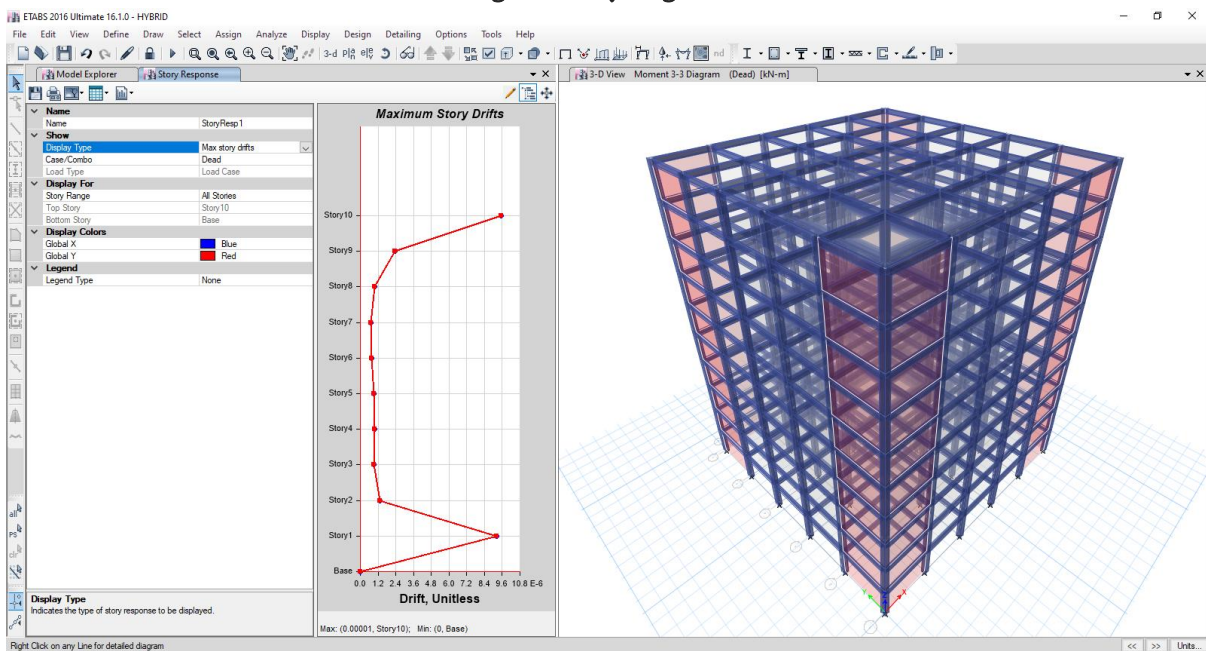 ETABS 2016 Ultimate 16.1.0 - HYBRID
File Edit View Define Draw Select Assign Analyze Display Design Detailing Options Tools Help
3-d nd
Model Explorer Story Response
3-D View Moment 3-3 Diagram (Dead) [kN-m]
Name
Name StoryResp1
Show
Display Type Max story drifts
Case/Combo Dead
Load Type Load Case
Display For
Story Range All Stories
Top Story Story10
Bottom Story Base
Display Colors
Global X Blue
Global Y Red
Legend
Legend Type None
Maximum Story Drifts
Story10
Story9
Story8
Story7
Story6
Story5
Story4
Story3
Story2
Story1
Base
0.0 1.2 2.4 3.6 4.8 6.0 7.2 8.4 9.6 10.8 E-6
Drift, Unitless
Max: (0.00001, Story10); Min: (0, Base)
all
PS
clr
X
Y
Z
Display Type
Indicates the type of story response to be displayed.
Right Click on any Line for detailed diagram
<< >> Units...